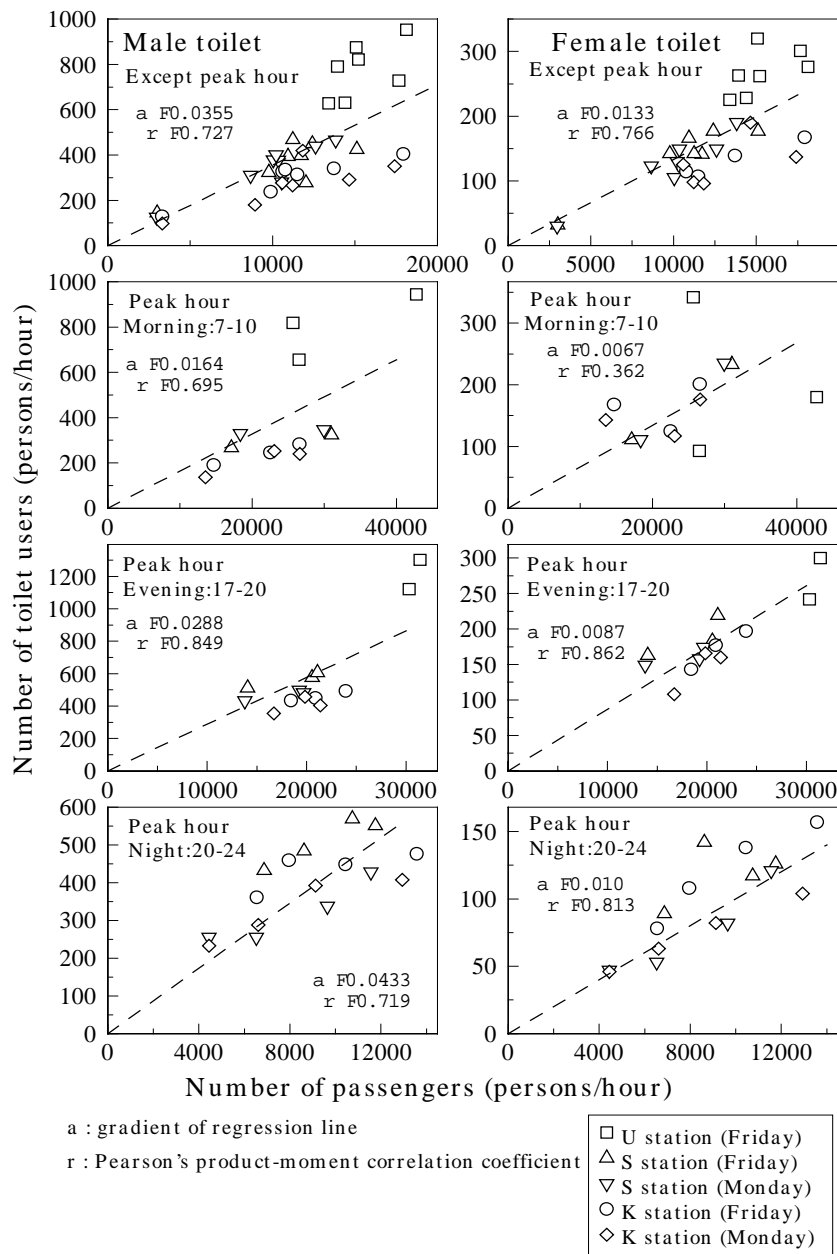 Male toilet
Except peak hour
a F0.0355
r F0.727
1000
800
600
400
200
0
0
10000
20000
Female toilet
Except peak hour
a F0.0133
r F0.766
300
200
100
0
0
5000
10000
15000
Peak hour
Morning:7-10
a F0.0164
r F0.695
1000
800
600
400
200
0
0
20000
40000
Peak hour
Morning:7-10
a F0.0067
r F0.362
300
200
100
0
0
20000
40000
Peak hour
Evening:17-20
a F0.0288
r F0.849
1200
1000
800
600
400
200
0
0
10000
20000
30000
Peak hour
Evening:17-20
a F0.0087
r F0.862
300
250
200
150
100
50
0
0
10000
20000
30000
Peak hour
Night:20-24
a F0.0433
r F0.719
600
500
400
300
200
100
0
0
4000
8000
12000
Peak hour
Night:20-24
a F0.010
r F0.813
150
100
50
0
0
4000
8000
12000
Number of toilet users (persons/hour)
Number of passengers (persons/hour)
a : gradient of regression line
r : Pearson's product-moment correlation coefficient
U station (Friday)
S station (Friday)
S station (Monday)
K station (Friday)
K station (Monday)